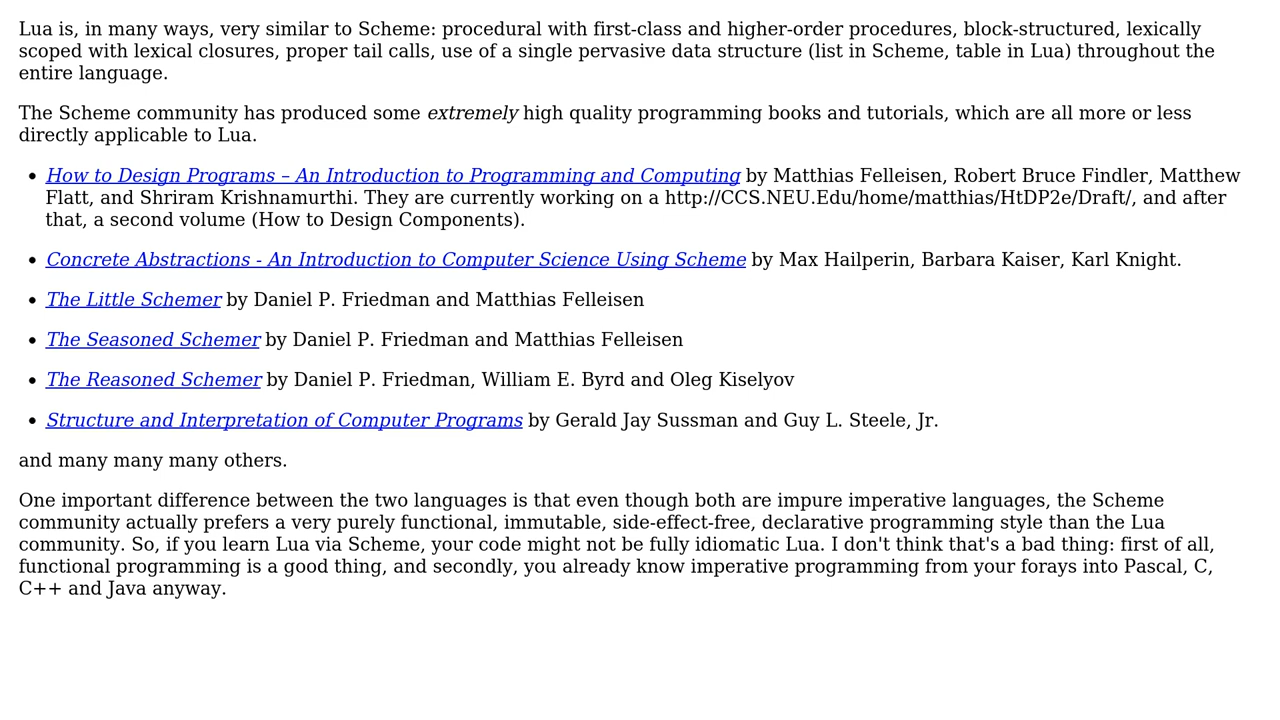 Lua is, in many ways, very similar to Scheme: procedural with first-class and higher-order procedures, block-structured, lexically
scoped with lexical closures, proper tail calls, use of a single pervasive data structure (list in Scheme, table in Lua) throughout the
entire language.
The Scheme community has produced some extremely high quality programming books and tutorials, which are all more or less
directly applicable to Lua.
• How to Design Programs – An Introduction to Programming and Computing by Matthias Felleisen, Robert Bruce Findler, Matthew
Flatt, and Shriram Krishnamurthi. They are currently working on a http://CCS.NEU.Edu/home/matthias/HtDP2e/Draft/, and after
that, a second volume (How to Design Components).
• Concrete Abstractions - An Introduction to Computer Science Using Scheme by Max Hailperin, Barbara Kaiser, Karl Knight.
• The Little Schemer by Daniel P. Friedman and Matthias Felleisen
• The Seasoned Schemer by Daniel P. Friedman and Matthias Felleisen
• The Reasoned Schemer by Daniel P. Friedman, William E. Byrd and Oleg Kiselyov
• Structure and Interpretation of Computer Programs by Gerald Jay Sussman and Guy L. Steele, Jr.
and many many many others.
One important difference between the two languages is that even though both are impure imperative languages, the Scheme
community actually prefers a very purely functional, immutable, side-effect-free, declarative programming style than the Lua
community. So, if you learn Lua via Scheme, your code might not be fully idiomatic Lua. I don't think that's a bad thing: first of all,
functional programming is a good thing, and secondly, you already know imperative programming from your forays into Pascal, C,
C++ and Java anyway.